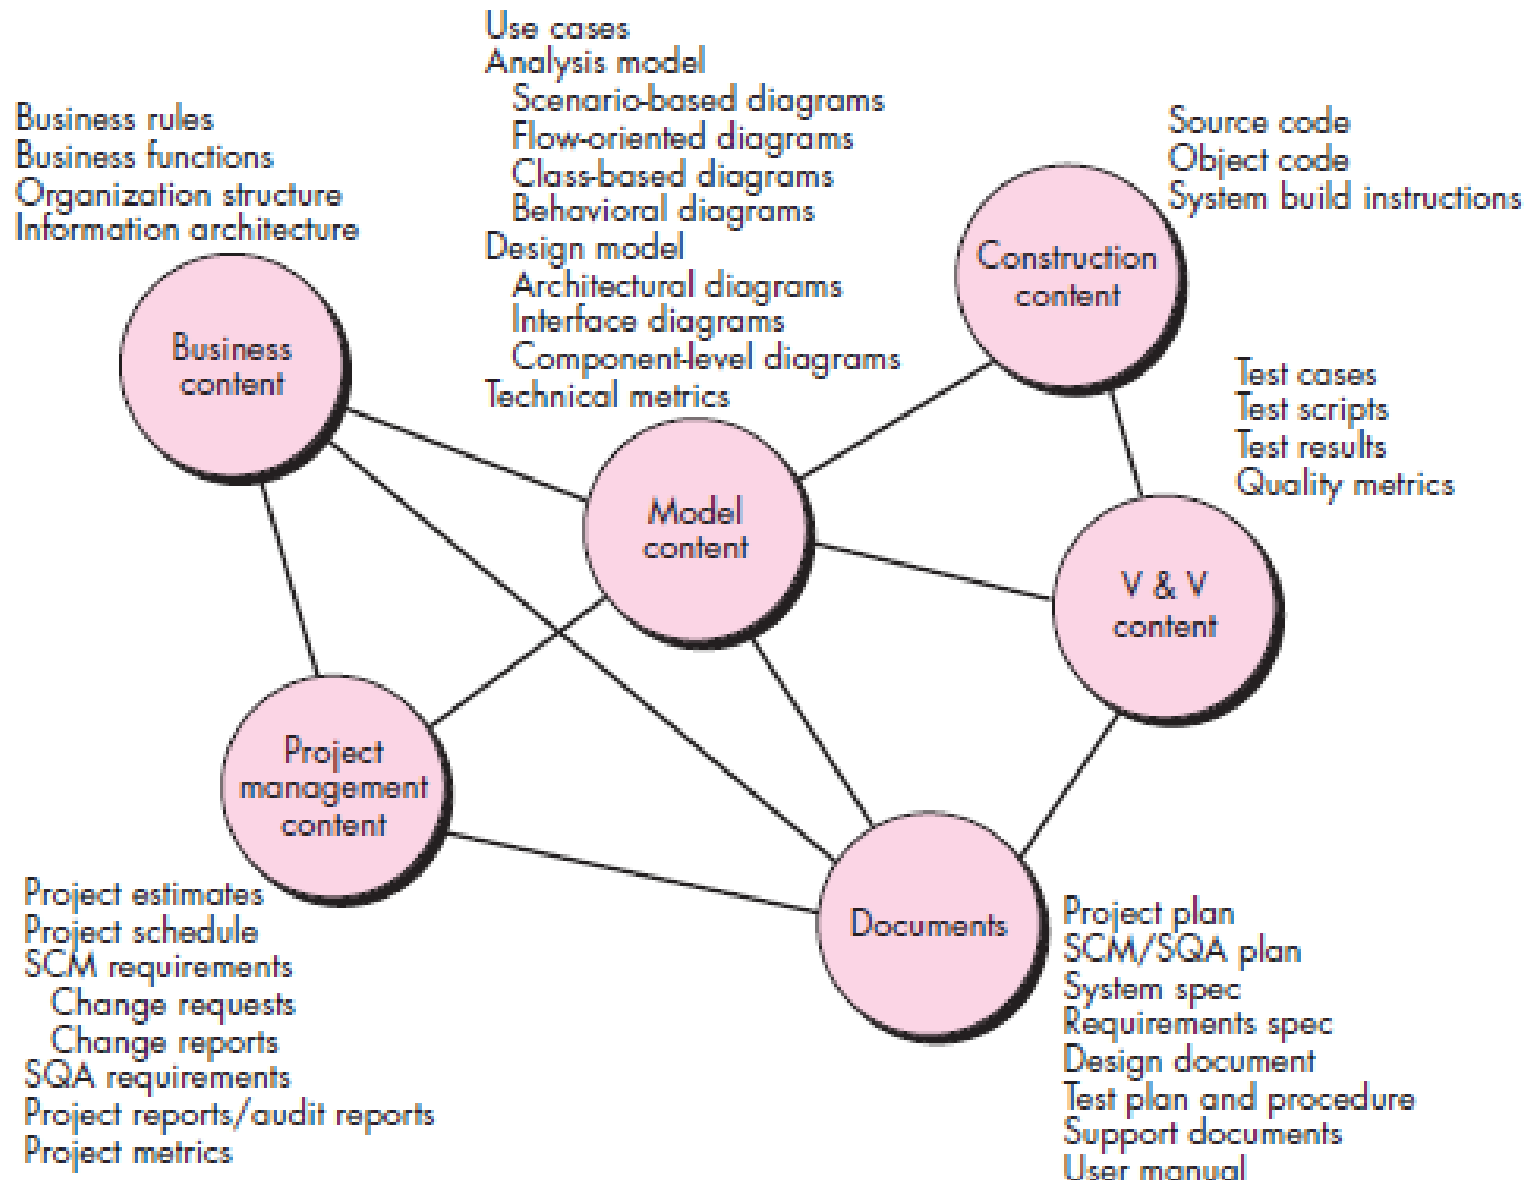 Use cases
Analysis model
Scenario-based diagrams
Flow-oriented diagrams
Class-based diagrams
Behavioral diagrams
Design model
Architectural diagrams
Interface diagrams
Component-level diagrams
Technical metrics
Business rules
Business functions
Organization structure
Information architecture
Source code
Object code
System build instructions
Construction
content
Business
content
Test cases
Test scripts
Test results
Quality metrics
Model
content
V & V
content
Project
management
content
Project estimates
Project schedule
SCM requirements
Change requests
Change reports
SQA requirements
Project reports/audit reports
Project metrics
Documents
Project plan
SCM/SQA plan
System spec
Requirements spec
Design document
Test plan and procedure
Support documents
User manual